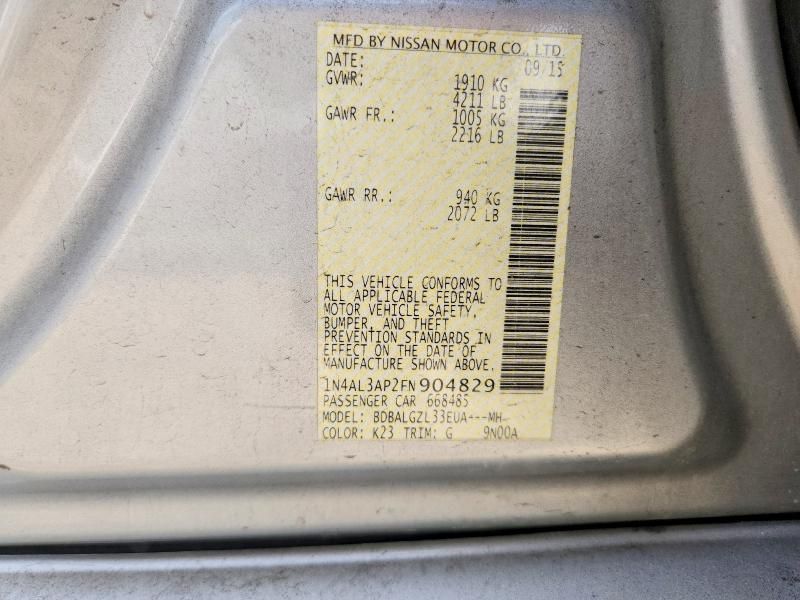 MFD BY NISSAN MOTOR CO., LTD.
DATE: 09/15
GVWR: 1910 KG
4211 LB
GAWR FR.: 1005 KG
2216 LB
GAWR RR.: 940 KG
2072 LB
THIS VEHICLE CONFORMS TO
ALL APPLICABLE FEDERAL
MOTOR VEHICLE SAFETY,
BUMPER, AND THEFT
PREVENTION STANDARDS IN
EFFECT ON THE DATE OF
MANUFACTURE SHOWN ABOVE.
1N4AL3AP2FN904829
PASSENGER CAR 668485
MODEL: BDBALGZL33EUA---MH-
COLOR: K23 TRIM: G 9N00A